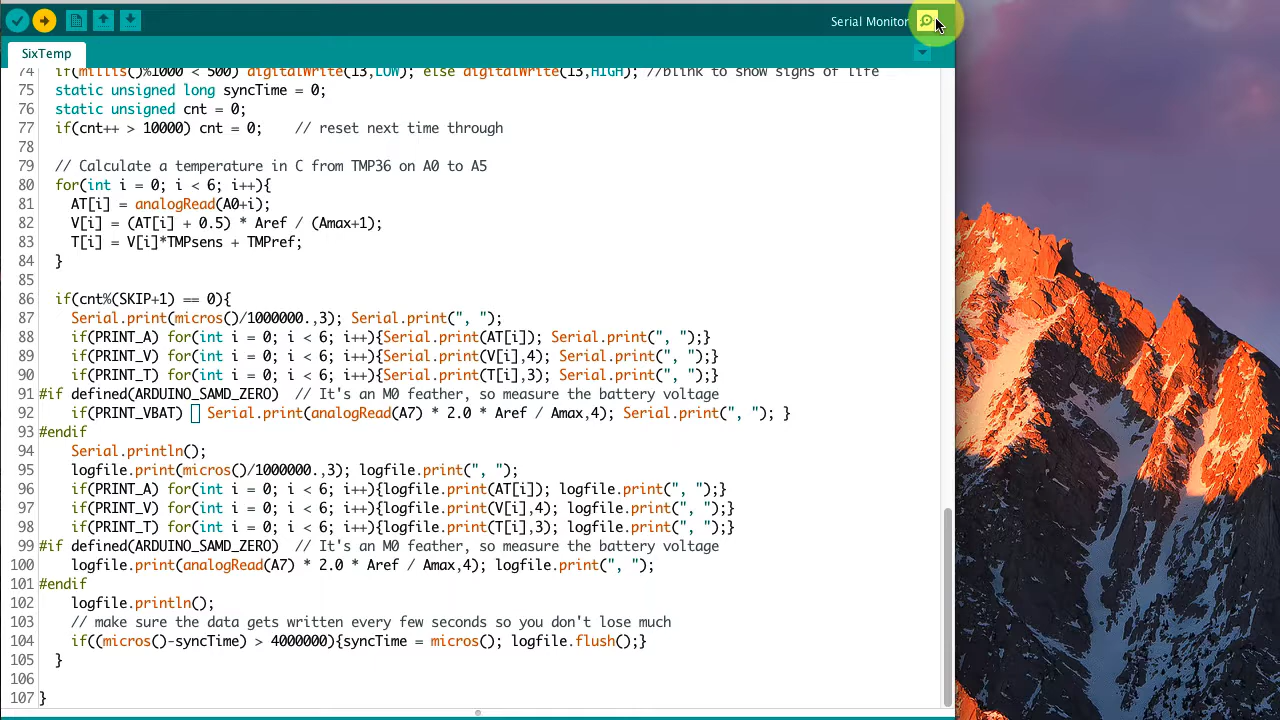 Serial Monitor
SixTemp
74 if(millis()%1000 < 500) digitalWrite(13,LOW); else digitalWrite(13,HIGH); //blink to show signs of life
75 static unsigned long syncTime = 0;
76 static unsigned cnt = 0;
77 if(cnt++ > 10000) cnt = 0;    // reset next time through
78
79 // Calculate a temperature in C from TMP36 on A0 to A5
80 for(int i = 0; i < 6; i++){
81 AT[i] = analogRead(A0+i);
82 V[i] = (AT[i] + 0.5) * Aref / (Amax+1);
83 T[i] = V[i]*TMPsens + TMPref;
84 }
85
86 if(cnt%(SKIP+1) == 0){
87 Serial.print(micros()/1000000.,3); Serial.print(", ");
88 if(PRINT_A) for(int i = 0; i < 6; i++){Serial.print(AT[i]); Serial.print(", ");}
89 if(PRINT_V) for(int i = 0; i < 6; i++){Serial.print(V[i],4); Serial.print(", ");}
90 if(PRINT_T) for(int i = 0; i < 6; i++){Serial.print(T[i],3); Serial.print(", ");}
91 #if defined(ARDUINO_SAMD_ZERO)  // It's an M0 feather, so measure the battery voltage
92 if(PRINT_VBAT) { Serial.print(analogRead(A7) * 2.0 * Aref / Amax,4); Serial.print(", "); }
93 #endif
94 Serial.println();
95 logfile.print(micros()/1000000.,3); logfile.print(", ");
96 if(PRINT_A) for(int i = 0; i < 6; i++){logfile.print(AT[i]); logfile.print(", ");}
97 if(PRINT_V) for(int i = 0; i < 6; i++){logfile.print(V[i],4); logfile.print(", ");}
98 if(PRINT_T) for(int i = 0; i < 6; i++){logfile.print(T[i],3); logfile.print(", ");}
99 #if defined(ARDUINO_SAMD_ZERO)  // It's an M0 feather, so measure the battery voltage
100 logfile.print(analogRead(A7) * 2.0 * Aref / Amax,4); logfile.print(", ");
101 #endif
102 logfile.println();
103 // make sure the data gets written every few seconds so you don't lose much
104 if((micros()-syncTime) > 4000000){syncTime = micros(); logfile.flush();}
105 }
106
107 }